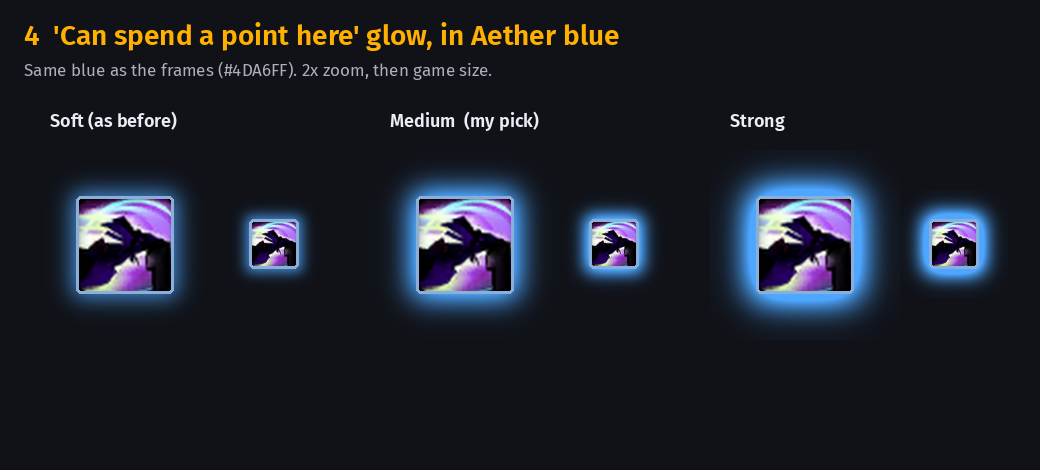 4  'Can spend a point here' glow, in Aether blue
Same blue as the frames (#4DA6FF). 2x zoom, then game size.
Soft (as before)
Medium  (my pick)
Strong